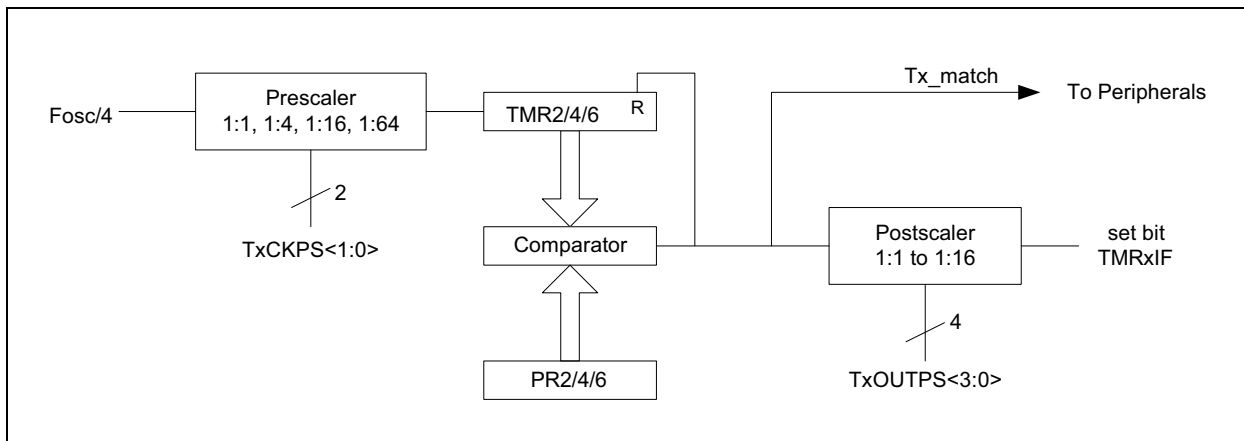 Fosc/4
Prescaler
1:1, 1:4, 1:16, 1:64
2
TxCKPS<1:0>
TMR2/4/6
R
Comparator
PR2/4/6
Tx_match
To Peripherals
Postscaler
1:1 to 1:16
4
TxOUTPS<3:0>
set bit
TMRxIF